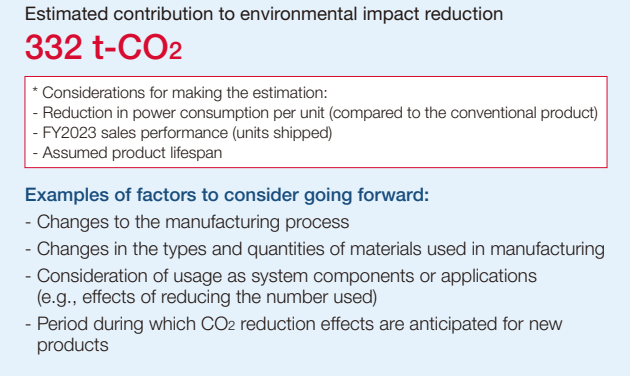 Estimated contribution to environmental impact reduction
332 t-CO2
* Considerations for making the estimation:
- Reduction in power consumption per unit (compared to the conventional product)
- FY2023 sales performance (units shipped)
- Assumed product lifespan
Examples of factors to consider going forward:
- Changes to the manufacturing process
- Changes in the types and quantities of materials used in manufacturing
- Consideration of usage as system components or applications
(e.g., effects of reducing the number used)
- Period during which CO2 reduction effects are anticipated for new
products